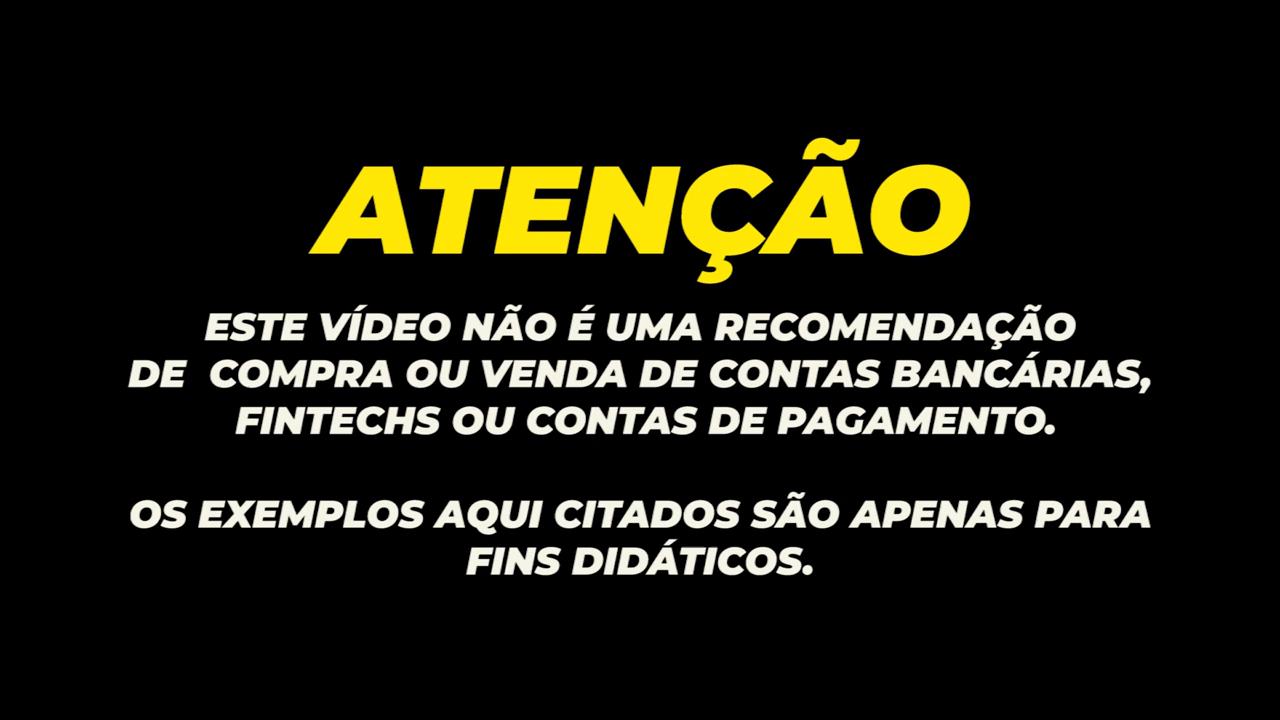 ATENÇÃO
ESTE VÍDEO NÃO É UMA RECOMENDAÇÃO
DE COMPRA OU VENDA DE CONTAS BANCÁRIAS,
FINTECHS OU CONTAS DE PAGAMENTO.
OS EXEMPLOS AQUI CITADOS SÃO APENAS PARA
FINS DIDÁTICOS.